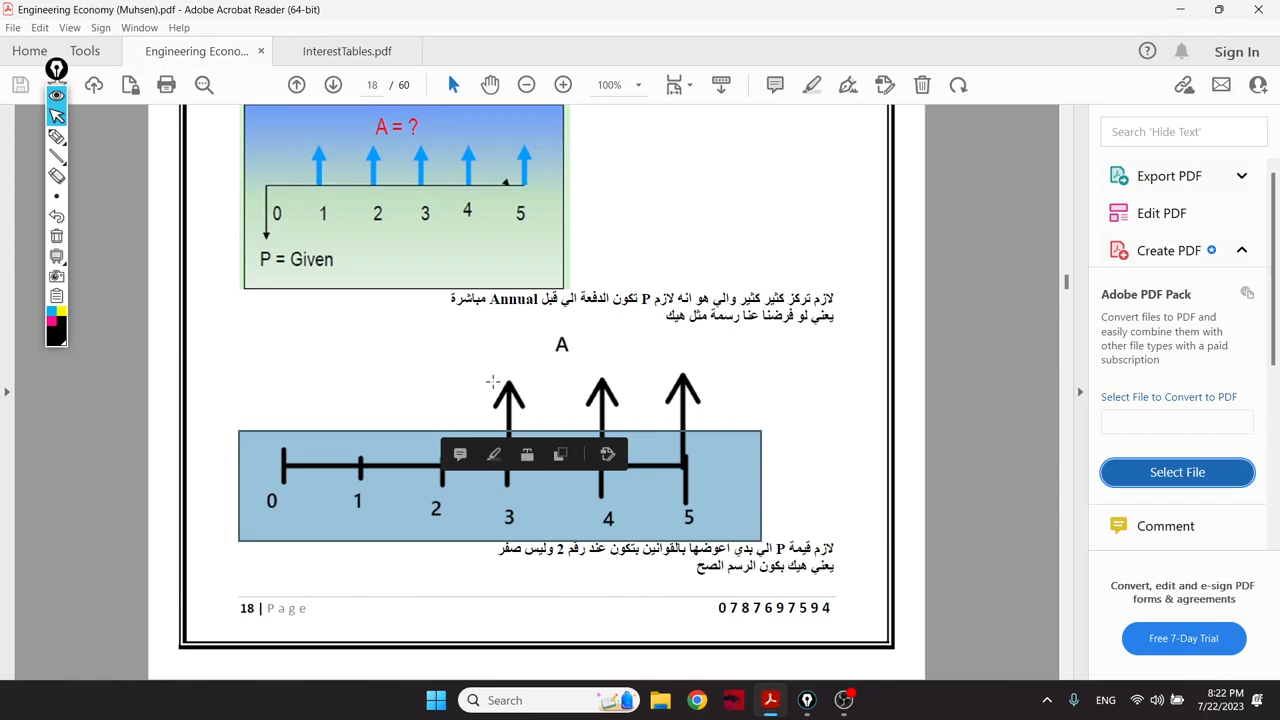 Engineering Economy (Muhsen).pdf - Adobe Acrobat Reader (64-bit)
File Edit View Sign Window Help
Home Tools Engineering Econo... × InterestTables.pdf Sign In
18 / 60 100%
A = ?
0 1 2 3 4 5
P = Given
لازم تركز كثير كثير والي هو انه لازم P تكون الدفعة الي قبل Annual مباشرة
يعني لو فرضنا عنا رسمة مثل هيك
A
0 1 2 3 4 5
لازم قيمة P الي بدي اعوضها بالقوانين بتكون عند رقم 2 وليس صفر
يعني هيك بكون الرسم الصح
18 | Page 0787697594
Search 'Hide Text'
Export PDF
Edit PDF
Create PDF
Adobe PDF Pack
Convert files to PDF and
easily combine them with
other file types with a paid
subscription
Select File to Convert to PDF
Select File
Comment
Convert, edit and e-sign PDF
forms & agreements
Free 7-Day Trial
Search
ENG
8:22 PM
7/22/2023